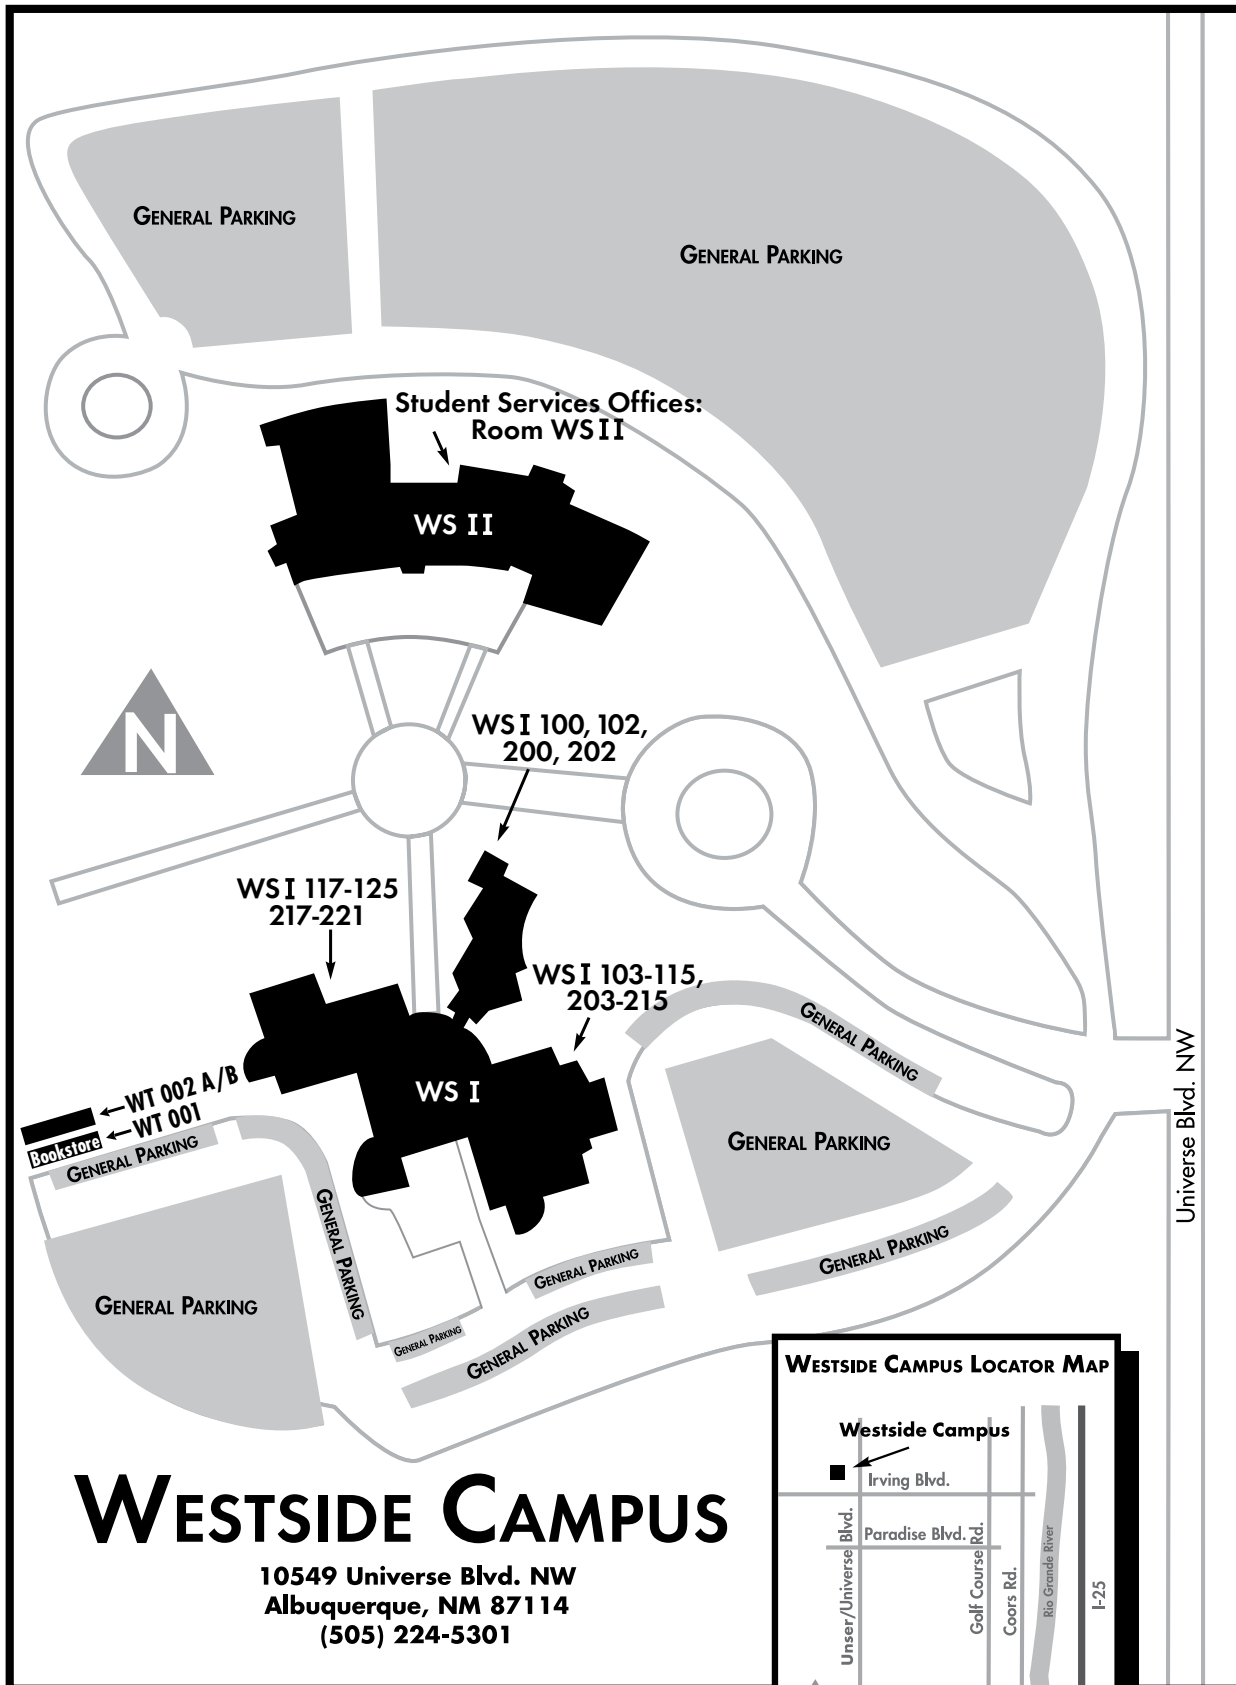 GENERAL PARKING
GENERAL PARKING
Student Services Offices:
Room WS II
WS II
N
WS I 100, 102,
200, 202
WS I 117-125
217-221
WS I 103-115,
203-215
GENERAL PARKING
WS I
WT 002 A/B
WT 001
Bookstore
GENERAL PARKING
GENERAL PARKING
GENERAL PARKING
Universe Blvd. NW
GENERAL PARKING
GENERAL PARKING
GENERAL PARKING
GENERAL PARKING
GENERAL PARKING
GENERAL PARKING
WESTSIDE CAMPUS
10549 Universe Blvd. NW
Albuquerque, NM 87114
(505) 224-5301
WESTSIDE CAMPUS LOCATOR MAP
Westside Campus
Irving Blvd.
Paradise Blvd.
Unser/Universe Blvd.
Golf Course Rd.
Coors Rd.
Rio Grande River
I-25